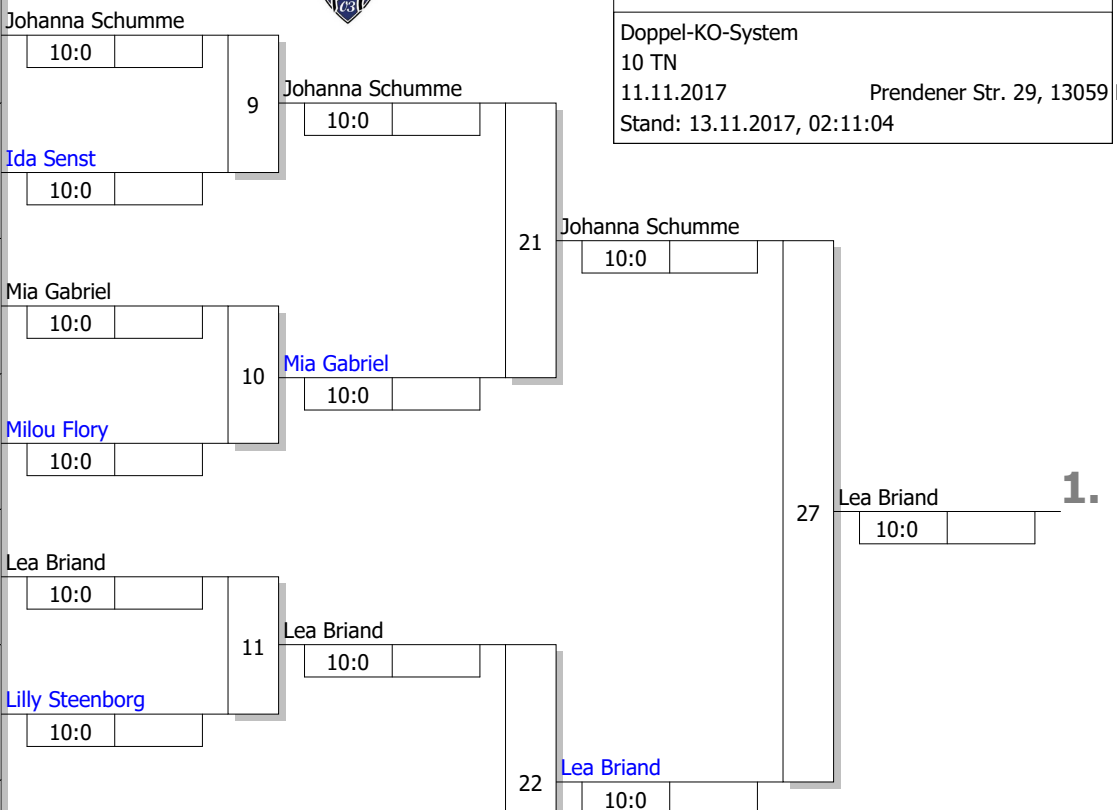 C3
Johanna Schumme
10:0
9
Ida Senst
10:0
Mia Gabriel
10:0
10
Milou Flory
10:0
Lea Briand
10:0
11
Lilly Steenborg
10:0
Johanna Schumme
10:0
21
Mia Gabriel
10:0
Lea Briand
10:0
22
Johanna Schumme
10:0
27
Lea Briand
10:0
Lea Briand
10:0
1.
Doppel-KO-System
10 TN
11.11.2017 Prendener Str. 29, 13059
Stand: 13.11.2017, 02:11:04